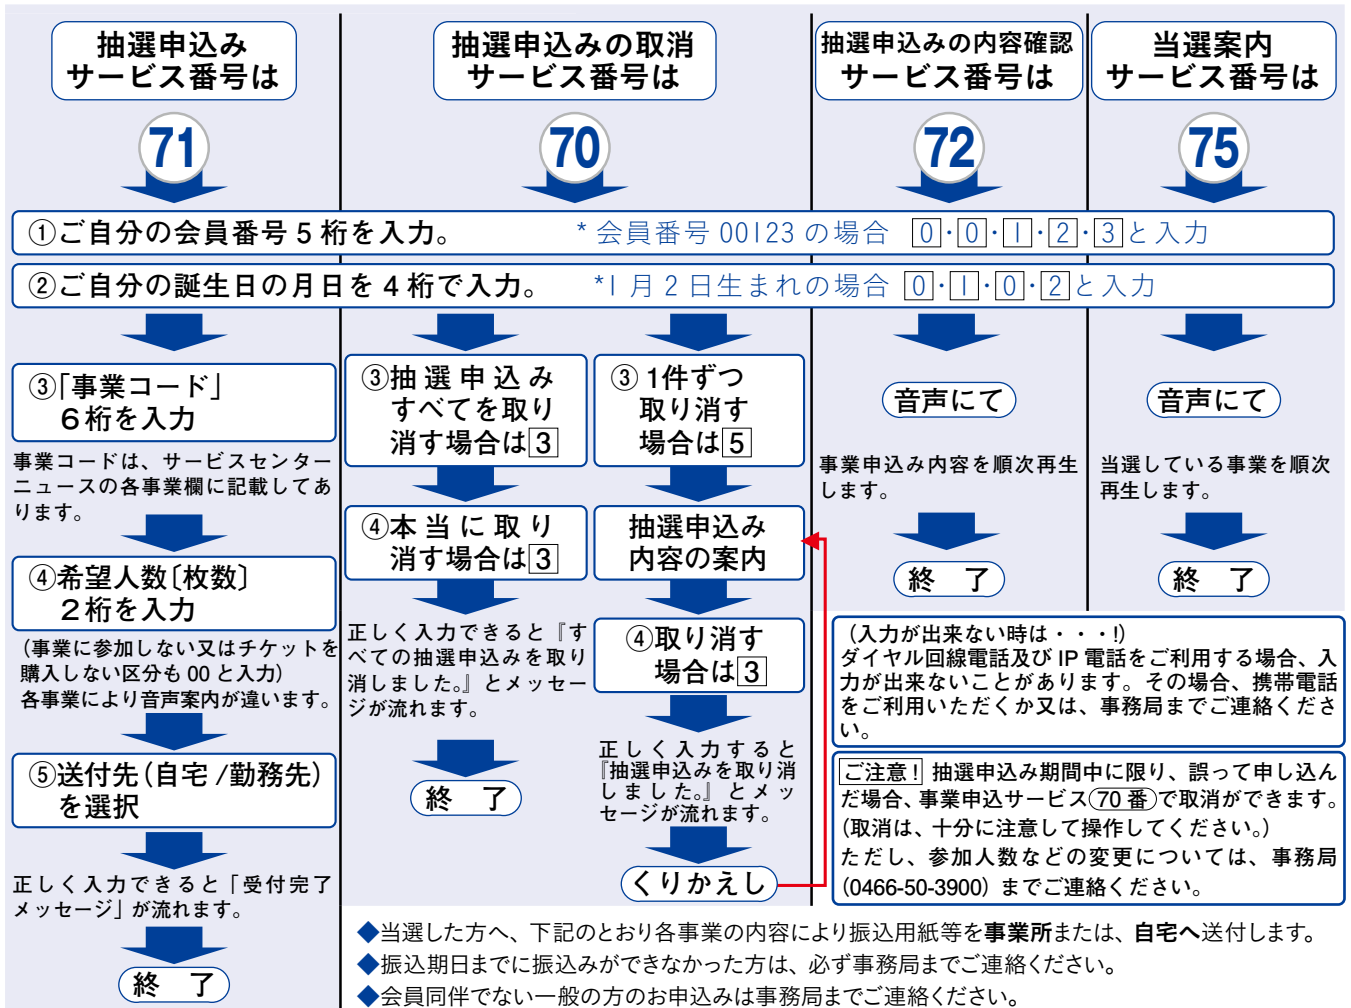 抽選申込み
サービス番号は
71
抽選申込みの取消
サービス番号は
70
抽選申込みの内容確認
サービス番号は
72
当選案内
サービス番号は
75
①ご自分の会員番号5桁を入力。 *会員番号00123の場合 0・0・1・2・3と入力
②ご自分の誕生日の月日を4桁で入力。 *1月2日生まれの場合 0・1・0・2と入力
③「事業コード」
6桁を入力
事業コードは、サービスセンター
ニュースの各事業欄に記載してあ
ります。
④希望人数〔枚数〕
2桁を入力
(事業に参加しない又はチケットを
購入しない区分も00と入力)
各事業により音声案内が違います。
⑤送付先(自宅/勤務先)
を選択
正しく入力できると「受付完了
メッセージ」が流れます。
終 了
③抽選申込み
すべてを取り
消す場合は3
④本当に取り
消す場合は3
正しく入力できると『す
べての抽選申込みを取り
消しました。』とメッセー
ジが流れます。
終 了
③1件ずつ
取り消す
場合は5
抽選申込み
内容の案内
④取り消す
場合は3
正しく入力すると
『抽選申込みを取り消
しました。』とメッ
セージが流れます。
くりかえし
音声にて
事業申込み内容を順次再生
します。
終 了
音声にて
当選している事業を順次
再生します。
終 了
(入力が出来ない時は・・・!)
ダイヤル回線電話及びIP電話をご利用する場合、入
力が出来ないことがあります。その場合、携帯電話
をご利用いただくか又は、事務局までご連絡くださ
い。
ご注意! 抽選申込み期間中に限り、誤って申し込ん
だ場合、事業申込サービス70番で取消ができます。
(取消は、十分に注意して操作してください。)
ただし、参加人数などの変更については、事務局
(0466-50-3900)までご連絡ください。
◆当選した方へ、下記のとおり各事業の内容により振込用紙等を事業所または、自宅へ送付します。
◆振込期日までに振込みができなかった方は、必ず事務局までご連絡ください。
◆会員同伴でない一般の方のお申込みは事務局までご連絡ください。